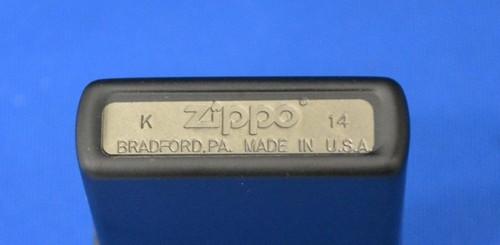 K zippo® 14
BRADFORD,PA. MADE IN U.S.A.